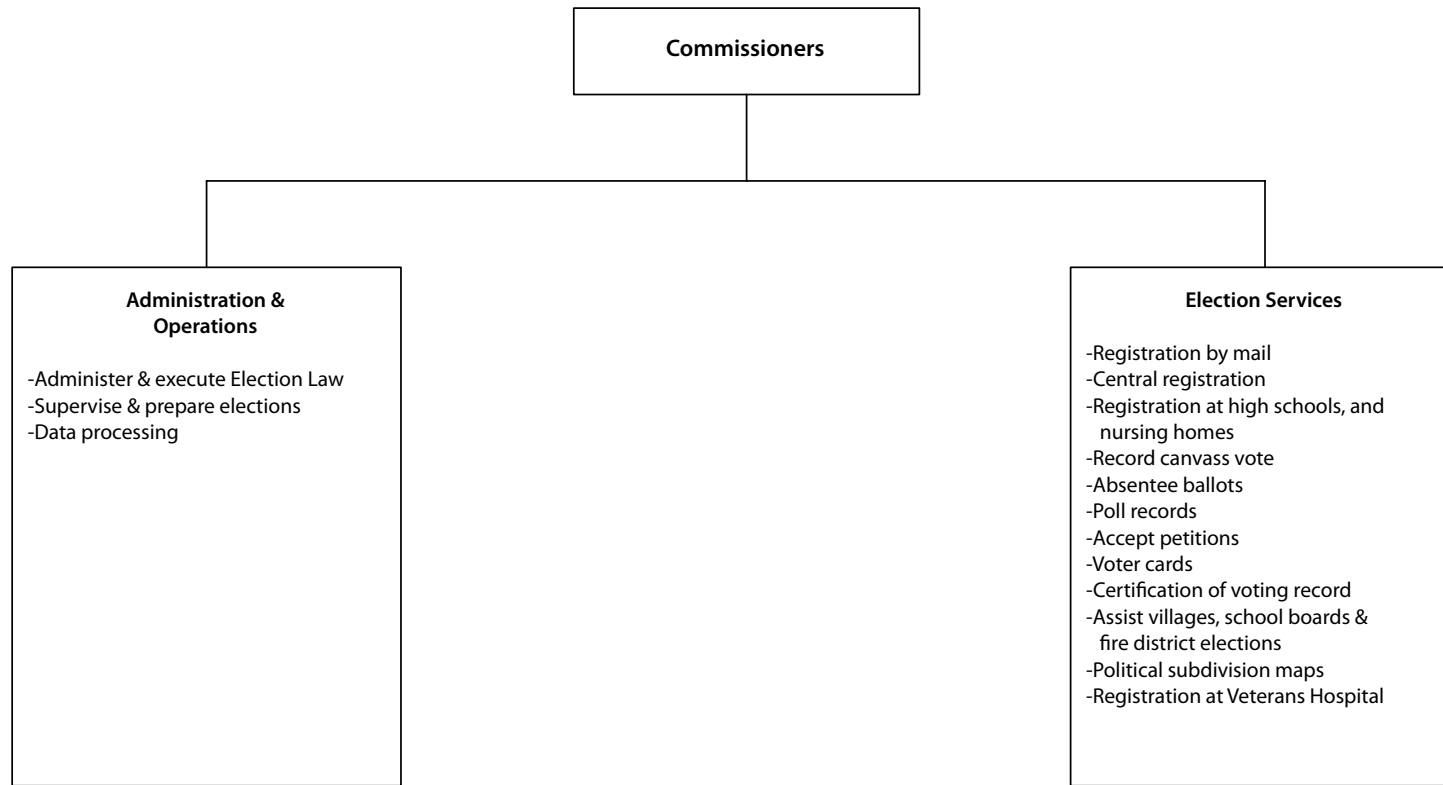 Commissioners
Administration &
Operations
-Administer & execute Election Law
-Supervise & prepare elections
-Data processing
Election Services
-Registration by mail
-Central registration
-Registration at high schools, and
nursing homes
-Record canvass vote
-Absentee ballots
-Poll records
-Accept petitions
-Voter cards
-Certification of voting record
-Assist villages, school boards &
fire district elections
-Political subdivision maps
-Registration at Veterans Hospital